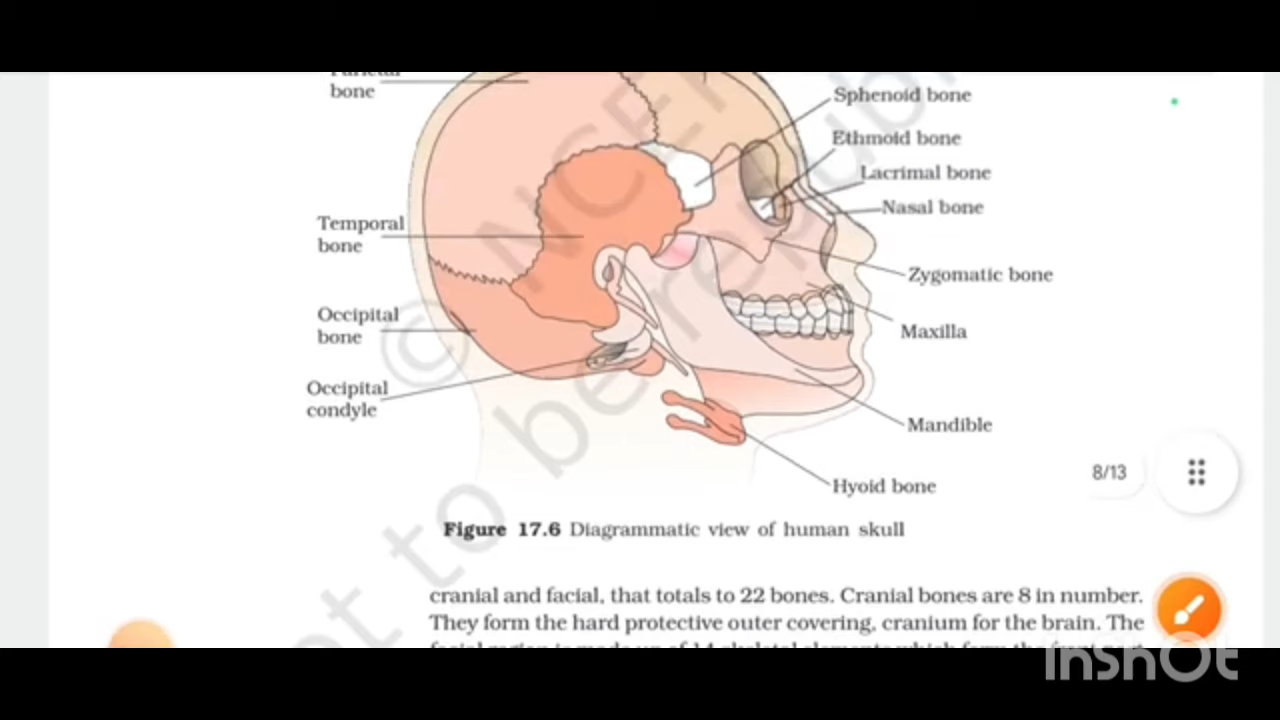 bone
Sphenoid bone
Ethmoid bone
Lacrimal bone
Nasal bone
Temporal
bone
Zygomatic bone
Occipital
bone
Maxilla
Occipital
condyle
Mandible
8/13
Hyoid bone
Figure 17.6 Diagrammatic view of human skull
cranial and facial, that totals to 22 bones. Cranial bones are 8 in number.
They form the hard protective outer covering, cranium for the brain. The
InShOt